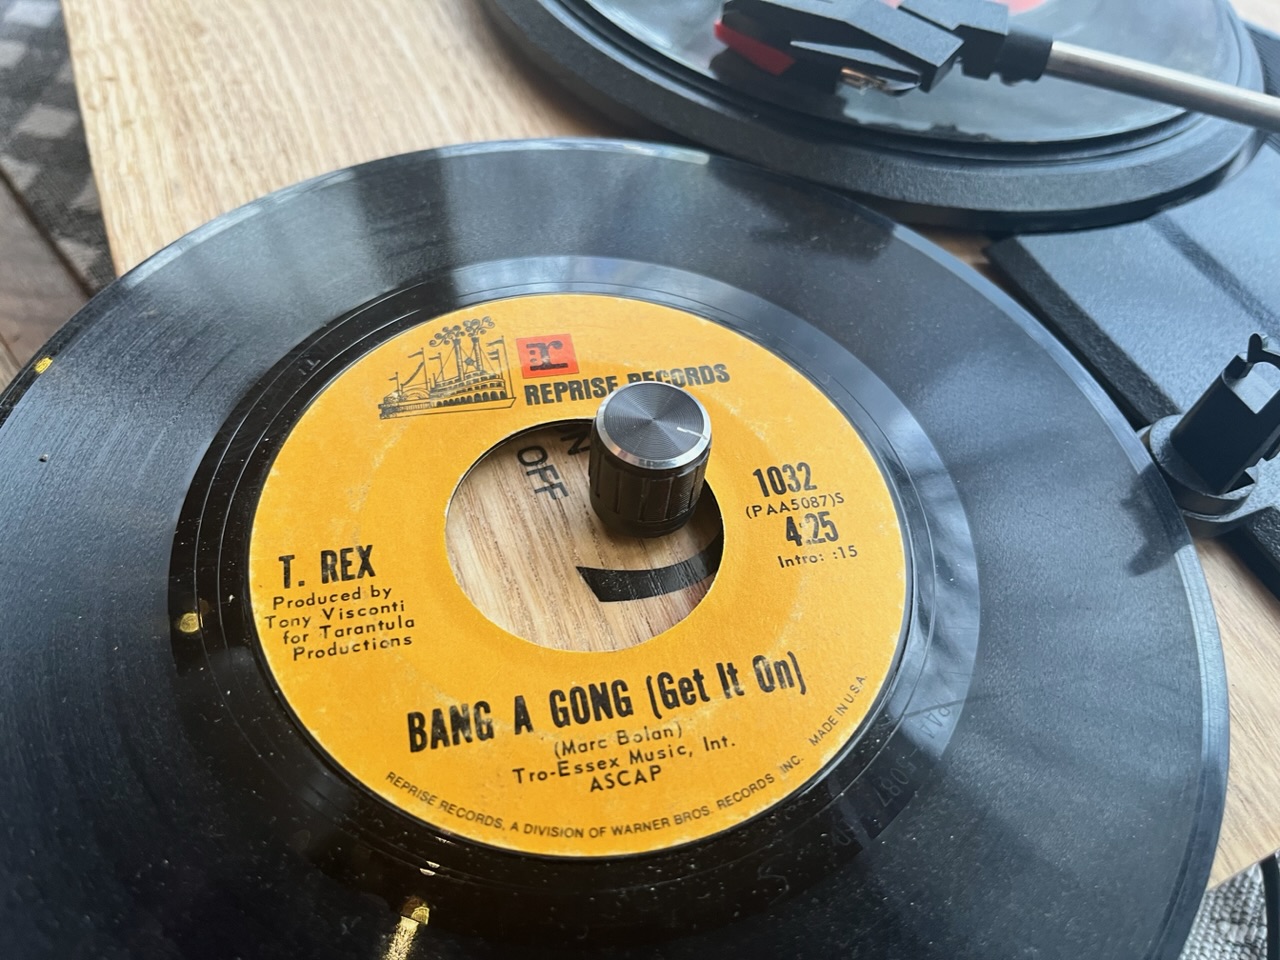 r
REPRISE RECORDS
OFF
1032
(PAA5087)S
4:25
Intro: :15
T. REX
Produced by
Tony Visconti
for Tarantula
Productions
BANG A GONG (Get It On)
(Marc Bolan)
Tro-Essex Music, Int.
ASCAP
REPRISE RECORDS, A DIVISION OF WARNER BROS. RECORDS INC. MADE IN U.S.A.